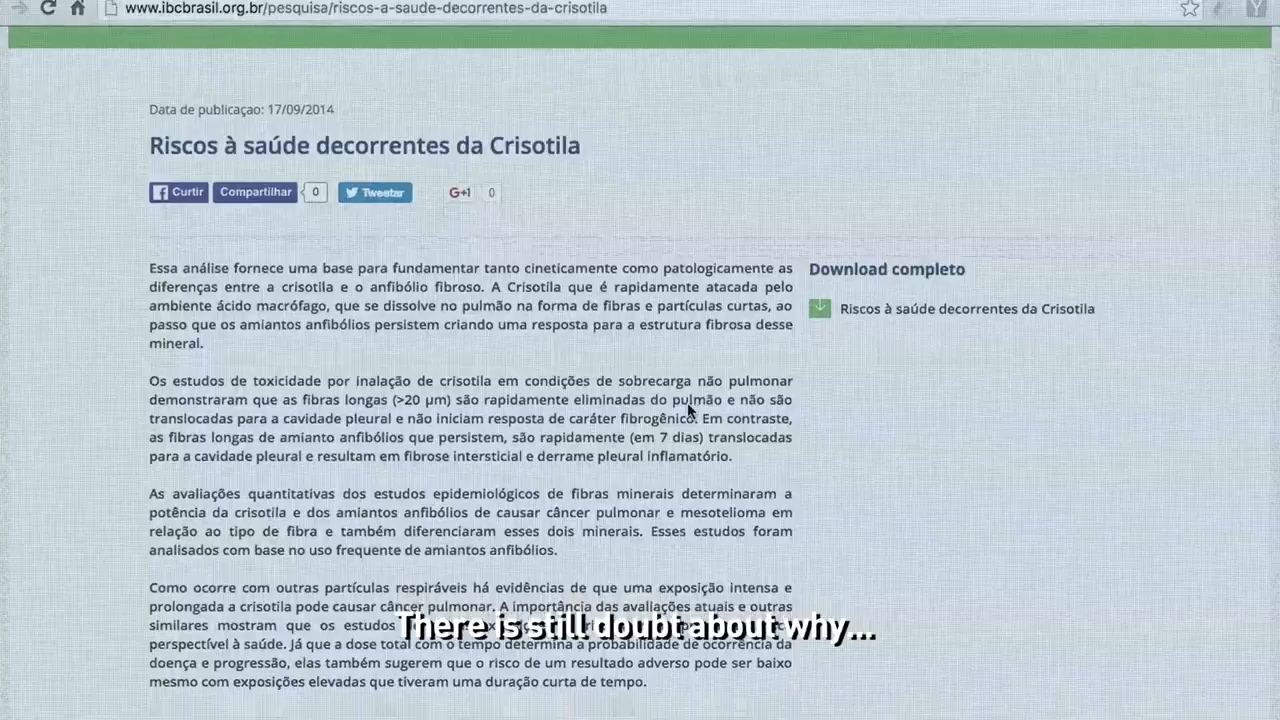 www.ibcbrasil.org.br/pesquisa/riscos-a-saude-decorrentes-da-crisotila
Data de publicaçao: 17/09/2014
Riscos à saúde decorrentes da Crisotila
Curtir Compartilhar 0 Tweetar G+1 0
Essa análise fornece uma base para fundamentar tanto cineticamente como patologicamente as
diferenças entre a crisotila e o anfibólio fibroso. A Crisotila que é rapidamente atacada pelo
ambiente ácido macrófago, que se dissolve no pulmão na forma de fibras e partículas curtas, ao
passo que os amiantos anfibólios persistem criando uma resposta para a estrutura fibrosa desse
mineral.
Os estudos de toxicidade por inalação de crisotila em condições de sobrecarga não pulmonar
demonstraram que as fibras longas (>20 µm) são rapidamente eliminadas do pulmão e não são
translocadas para a cavidade pleural e não iniciam resposta de caráter fibrogênico. Em contraste,
as fibras longas de amianto anfibólios que persistem, são rapidamente (em 7 dias) translocadas
para a cavidade pleural e resultam em fibrose intersticial e derrame pleural inflamatório.
As avaliações quantitativas dos estudos epidemiológicos de fibras minerais determinaram a
potência da crisotila e dos amiantos anfibólios de causar câncer pulmonar e mesotelioma em
relação ao tipo de fibra e também diferenciaram esses dois minerais. Esses estudos foram
analisados com base no uso frequente de amiantos anfibólios.
Como ocorre com outras partículas respiráveis há evidências de que uma exposição intensa e
prolongada a crisotila pode causar câncer pulmonar. A importância das avaliações atuais e outras
similares mostram que os estudos
perspectível à saúde. Já que a dose total com o tempo determina a probabilidade de ocorrência da
doença e progressão, elas também sugerem que o risco de um resultado adverso pode ser baixo
mesmo com exposições elevadas que tiveram uma duração curta de tempo.
Download completo
Riscos à saúde decorrentes da Crisotila
There is still doubt about why...